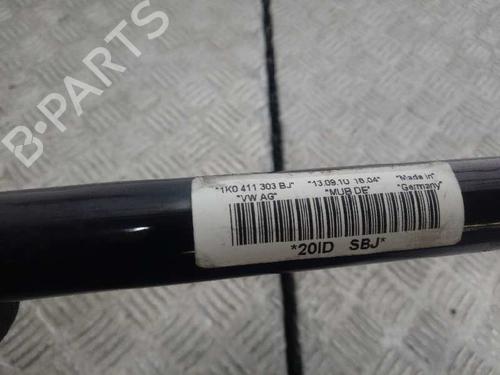 B-PARTS
"1K0 411 303 BJ" "13.09.10 16:04" "Made in"
"VW AG" "MUB DE" "Germany"
*20ID SBJ*